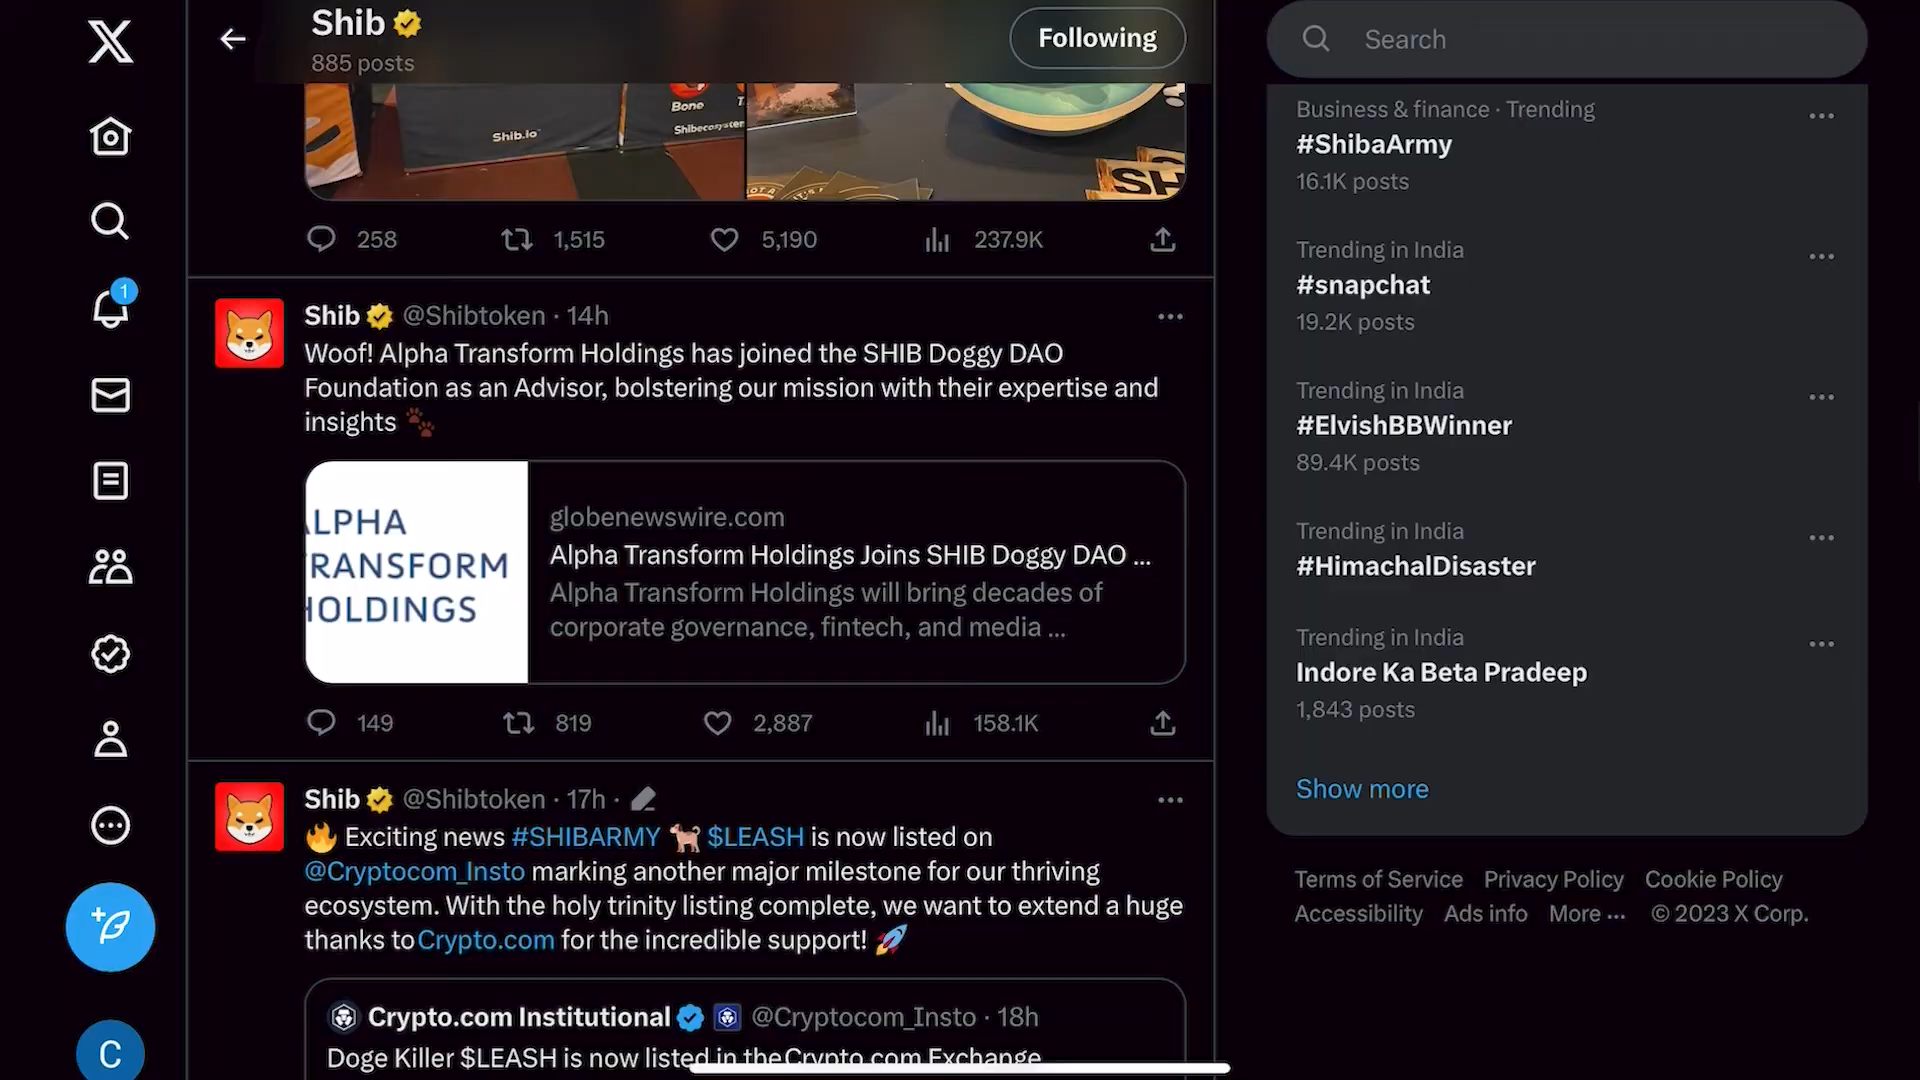 Shib
885 posts
Following
Search
Shib.io
Bone
Shibecosystem
SH
258
1,515
5,190
237.9K
1
Shib @Shibtoken · 14h
Woof! Alpha Transform Holdings has joined the SHIB Doggy DAO
Foundation as an Advisor, bolstering our mission with their expertise and
insights
ALPHA
TRANSFORM
HOLDINGS
globenewswire.com
Alpha Transform Holdings Joins SHIB Doggy DAO ...
Alpha Transform Holdings will bring decades of
corporate governance, fintech, and media ...
149
819
2,887
158.1K
Shib @Shibtoken · 17h ·
Exciting news #SHIBARMY $LEASH is now listed on
@Cryptocom_Insto marking another major milestone for our thriving
ecosystem. With the holy trinity listing complete, we want to extend a huge
thanks to Crypto.com for the incredible support!
Crypto.com Institutional @Cryptocom_Insto · 18h
Doge Killer $LEASH is now listed in the Crypto.com Exchange
C
Business & finance · Trending
#ShibaArmy
16.1K posts
Trending in India
#snapchat
19.2K posts
Trending in India
#ElvishBBWinner
89.4K posts
Trending in India
#HimachalDisaster
Trending in India
Indore Ka Beta Pradeep
1,843 posts
Show more
Terms of Service Privacy Policy Cookie Policy
Accessibility Ads info More ··· © 2023 X Corp.